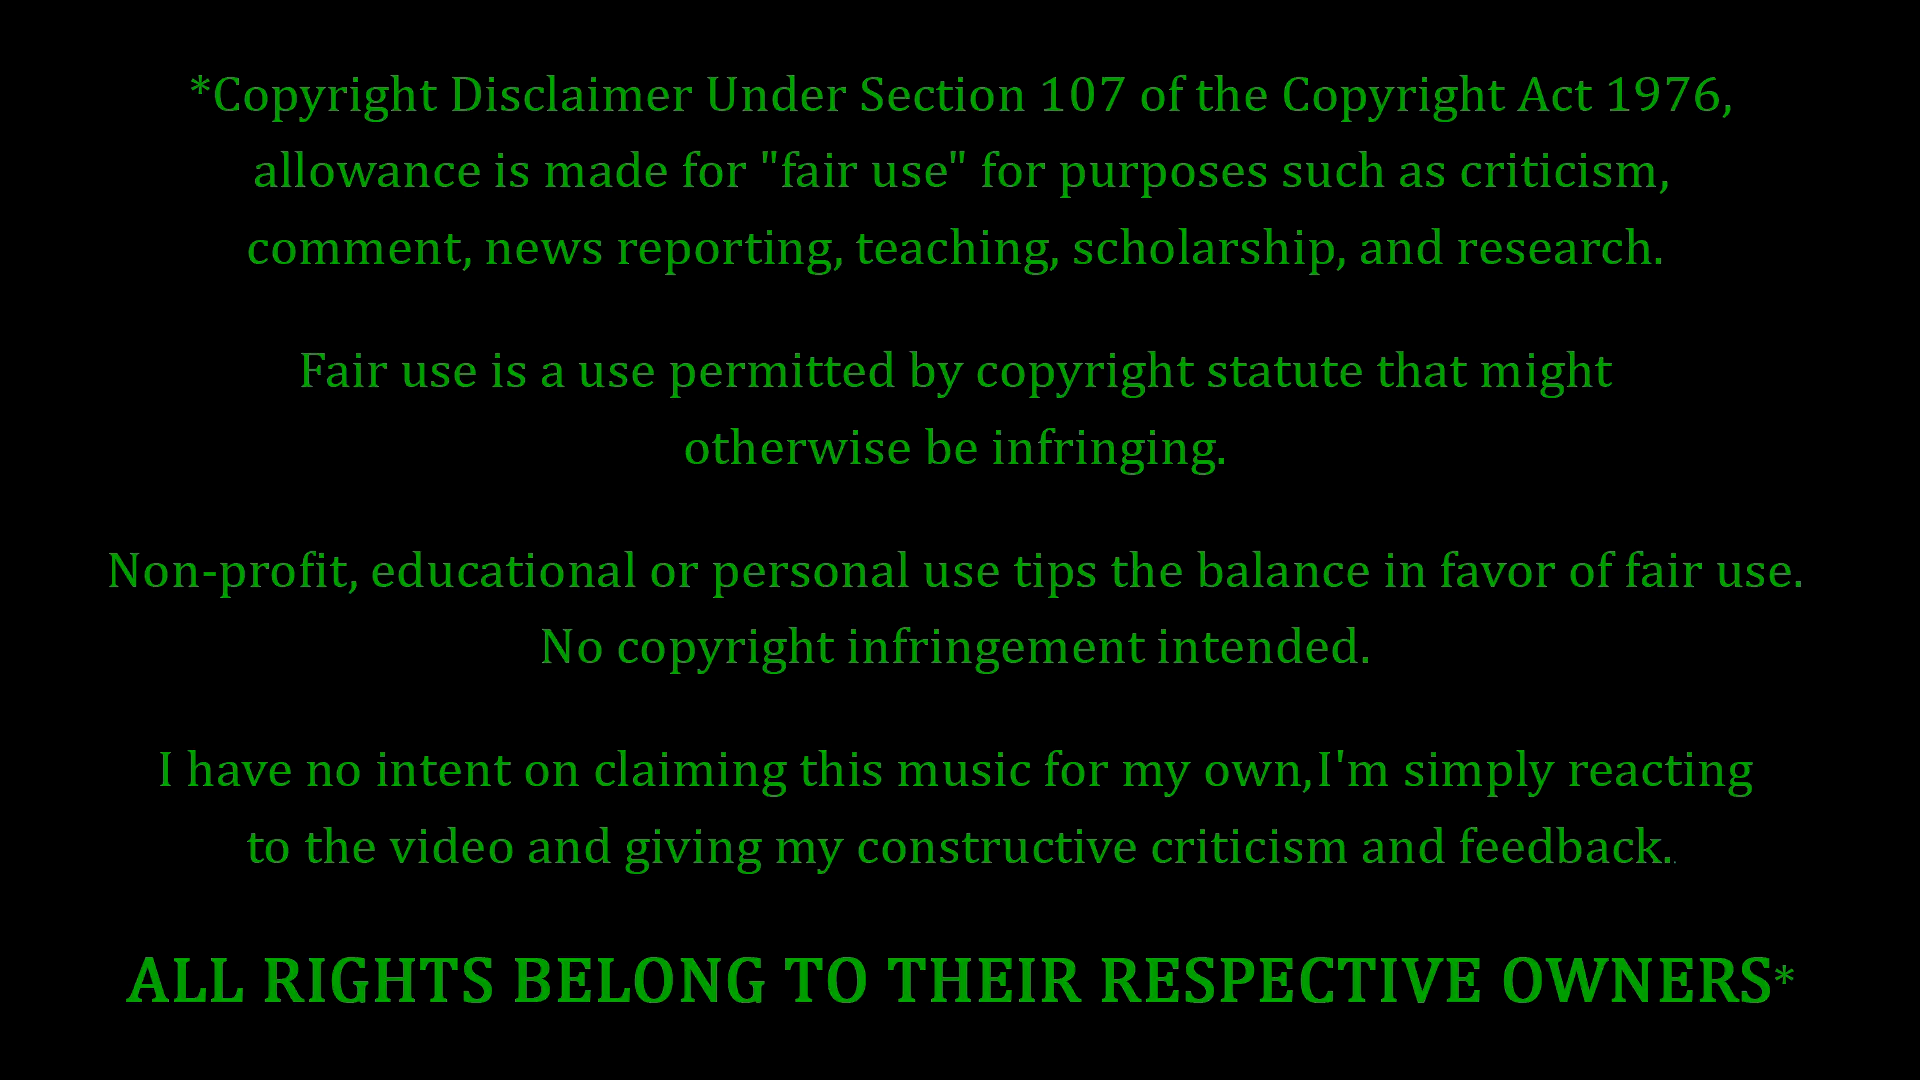 *Copyright Disclaimer Under Section 107 of the Copyright Act 1976,
allowance is made for "fair use" for purposes such as criticism,
comment, news reporting, teaching, scholarship, and research.
Fair use is a use permitted by copyright statute that might
otherwise be infringing.
Non-profit, educational or personal use tips the balance in favor of fair use.
No copyright infringement intended.
I have no intent on claiming this music for my own,I'm simply reacting
to the video and giving my constructive criticism and feedback..
ALL RIGHTS BELONG TO THEIR RESPECTIVE OWNERS*